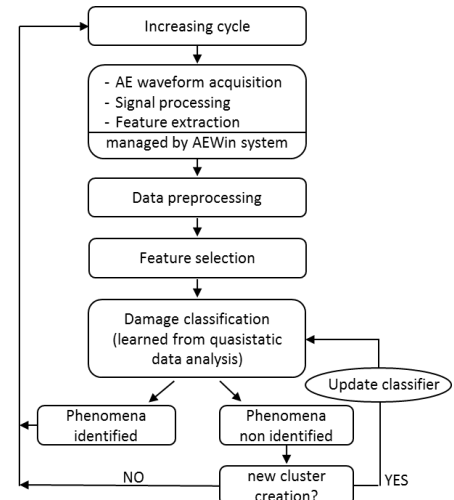 Increasing cycle
- AE waveform acquisition
- Signal processing
- Feature extraction
managed by AEWin system
Data preprocessing
Feature selection
Damage classification
(learned from quasistatic
data analysis)
Update classifier
Phenomena
identified
Phenomena
non identified
NO
new cluster
creation?
YES